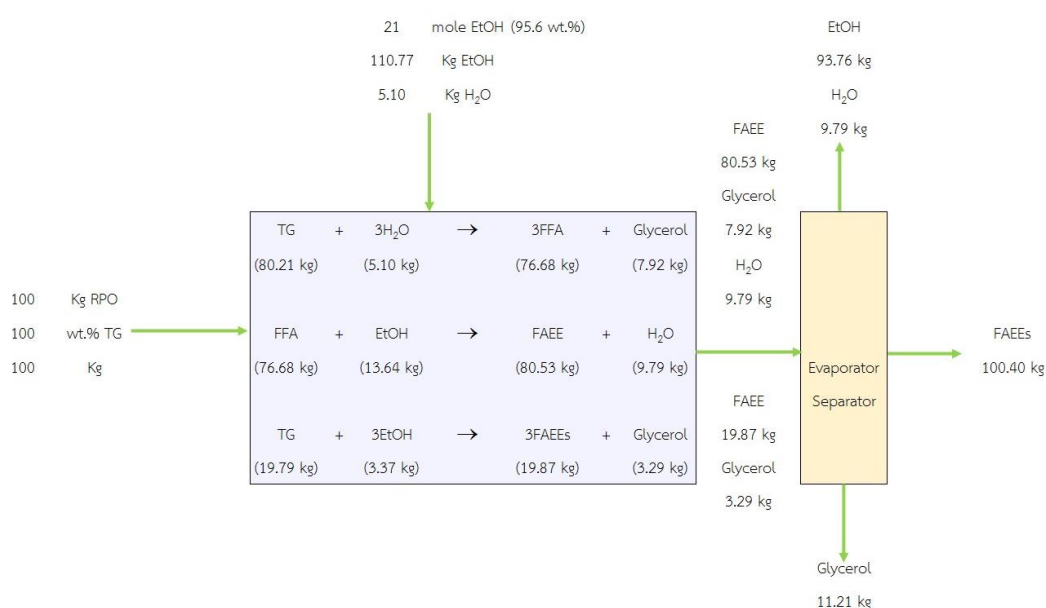 21 mole EtOH (95.6 wt.%)
110.77 Kg EtOH
5.10 Kg H₂O
EtOH
93.76 kg
H₂O
9.79 kg
FAEE
80.53 kg
Glycerol
7.92 kg
H₂O
9.79 kg
TG + 3H₂O → 3FFA + Glycerol
(80.21 kg) (5.10 kg) (76.68 kg) (7.92 kg)
100 Kg RPO
100 wt.% TG
100 Kg
FFA + EtOH → FAEE + H₂O
(76.68 kg) (13.64 kg) (80.53 kg) (9.79 kg)
TG + 3EtOH → 3FAEEs + Glycerol
(19.79 kg) (3.37 kg) (19.87 kg) (3.29 kg)
FAEE
19.87 kg
Glycerol
3.29 kg
Evaporator
Separator
FAEEs
100.40 kg
Glycerol
11.21 kg